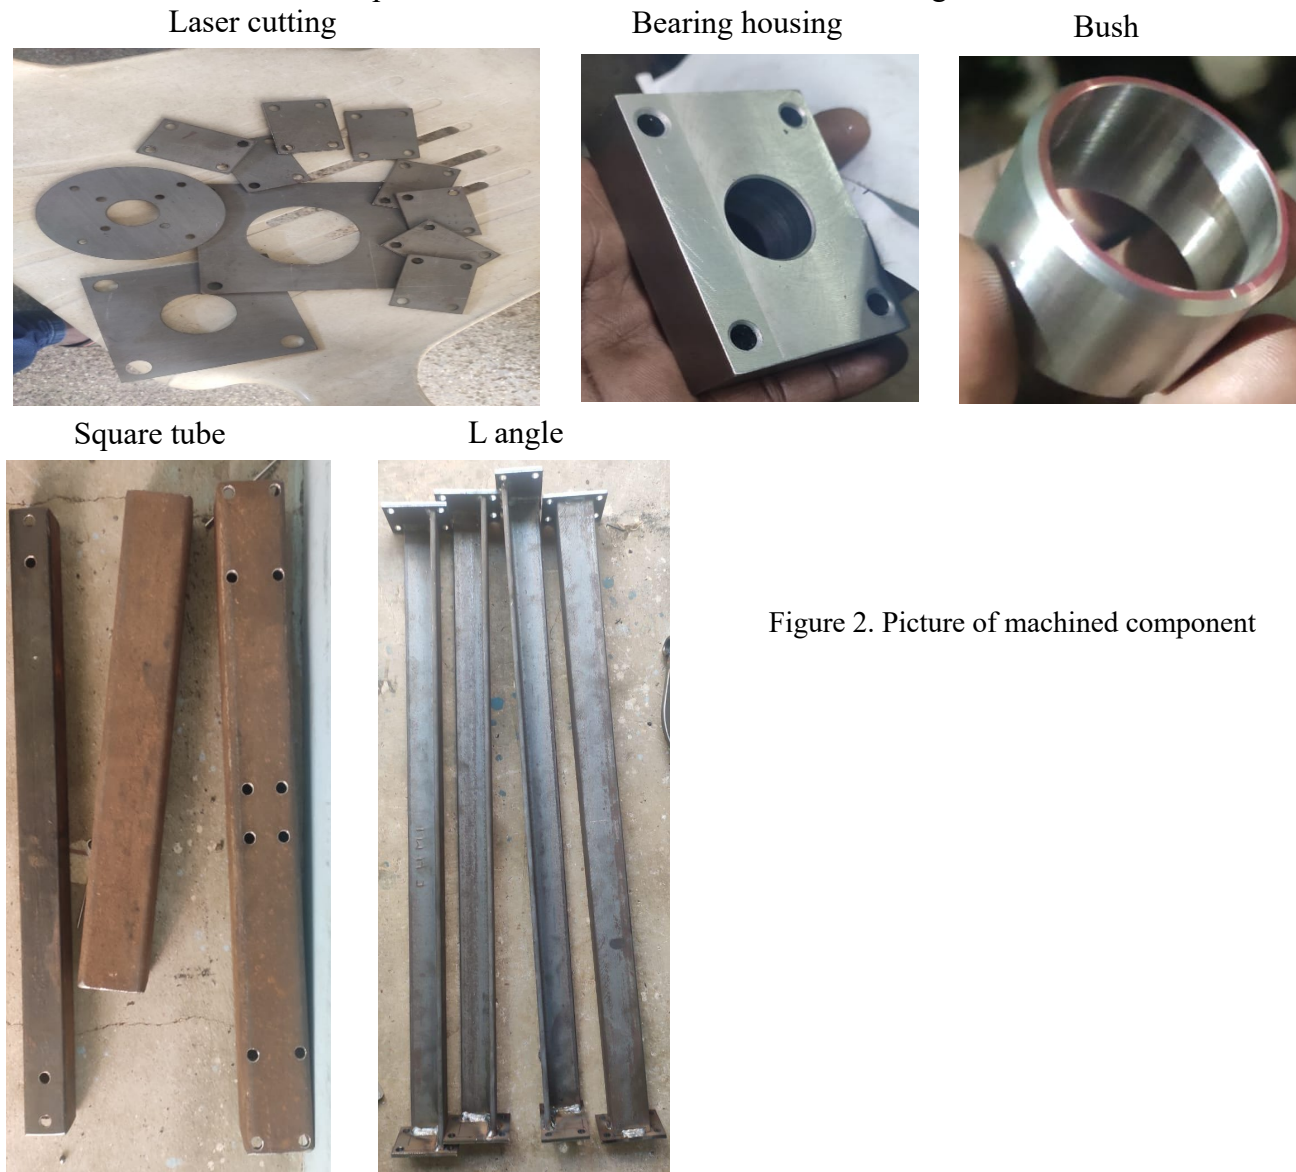 Laser cutting
Bearing housing
Bush
Square tube
L angle
Figure 2. Picture of machined component